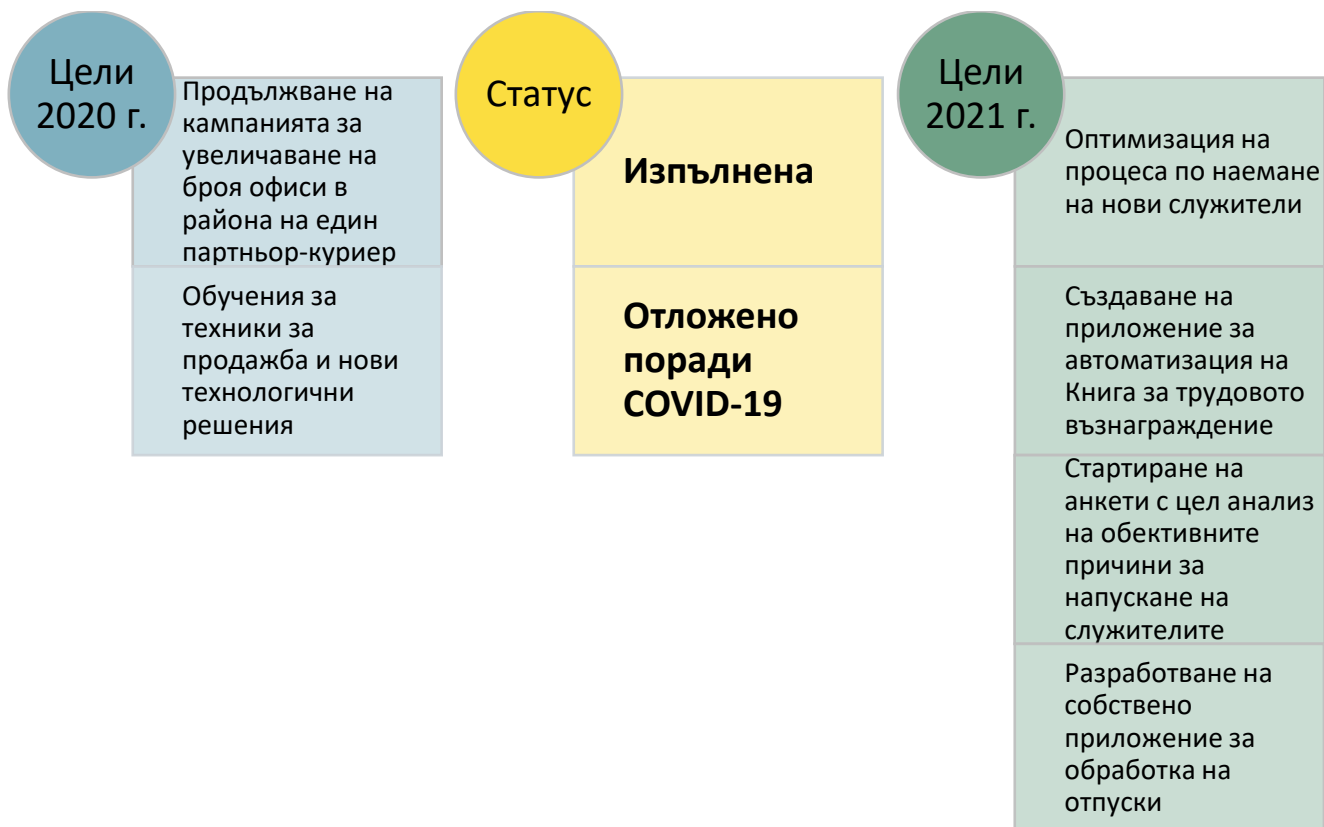 Цели
2020 г.
Продължване на
кампанията за
увеличаване на
броя офиси в
района на един
партньор-куриер
Обучения за
техники за
продажба и нови
технологични
решения
Статус
Изпълнена
Отложено
поради
COVID-19
Цели
2021 г.
Оптимизация на
процеса по наемане
на нови служители
Създаване на
приложение за
автоматизация на
Книга за трудовото
възнаграждение
Стартиране на
анкети с цел анализ
на обективните
причини за
напускане на
служителите
Разработване на
собствено
приложение за
обработка на
отпуски